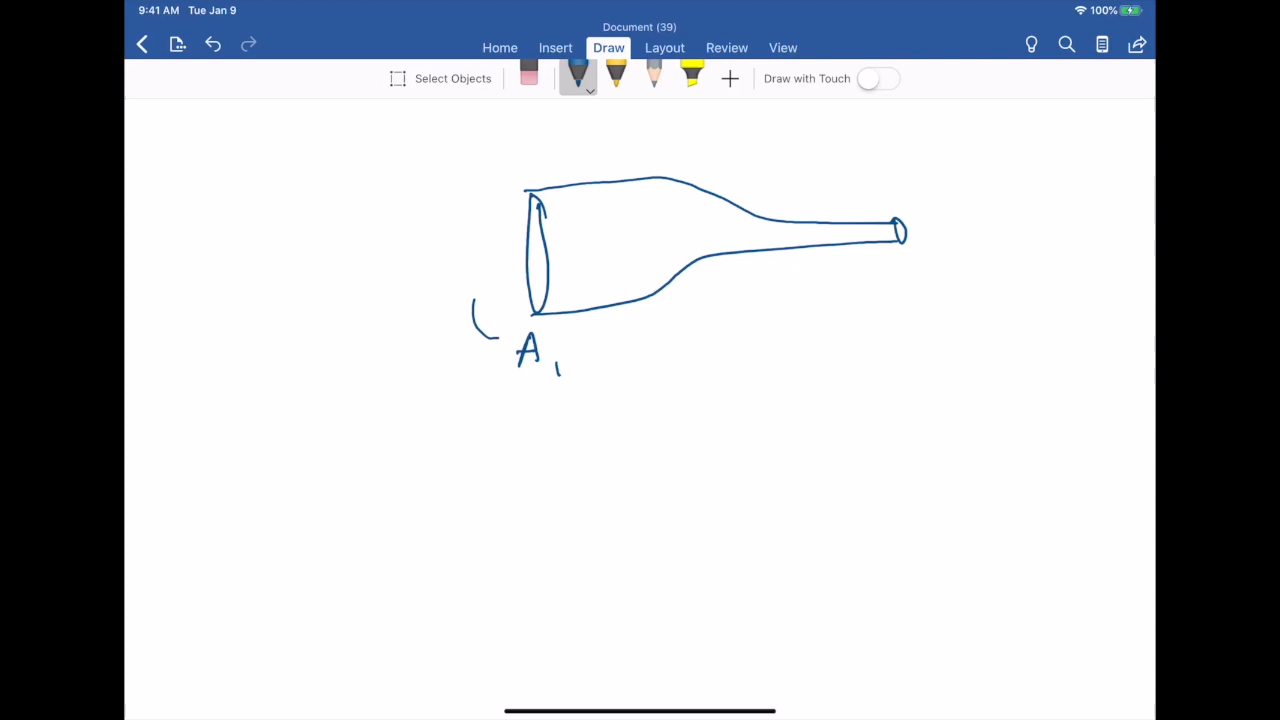 9:41 AM Tue Jan 9
100%
Document (39)
Home Insert Draw Layout Review View
Select Objects
Draw with Touch
A₁